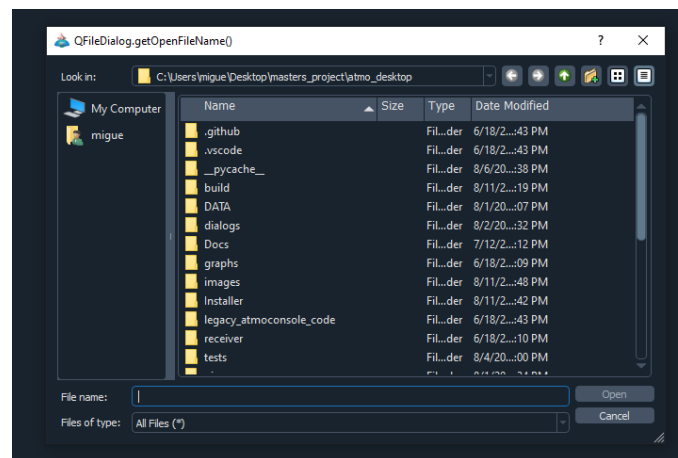 QFileDialog.getOpenFileName()
Look in: C:\Users\migue\Desktop\masters_project\atmo_desktop
My Computer
migue
Name Size Type Date Modified
.github Fil...der 6/18/2...:43 PM
.vscode Fil...der 6/18/2...:43 PM
__pycache__ Fil...der 8/6/20...:38 PM
build Fil...der 8/11/2...:19 PM
DATA Fil...der 8/1/20...:07 PM
dialogs Fil...der 8/2/20...:32 PM
Docs Fil...der 7/12/2...:12 PM
graphs Fil...der 6/18/2...:09 PM
images Fil...der 8/11/2...:48 PM
Installer Fil...der 8/11/2...:42 PM
legacy_atmoconsole_code Fil...der 6/18/2...:43 PM
receiver Fil...der 6/18/2...:10 PM
tests Fil...der 8/4/20...:00 PM
File name: Open
Files of type: All Files (*) Cancel